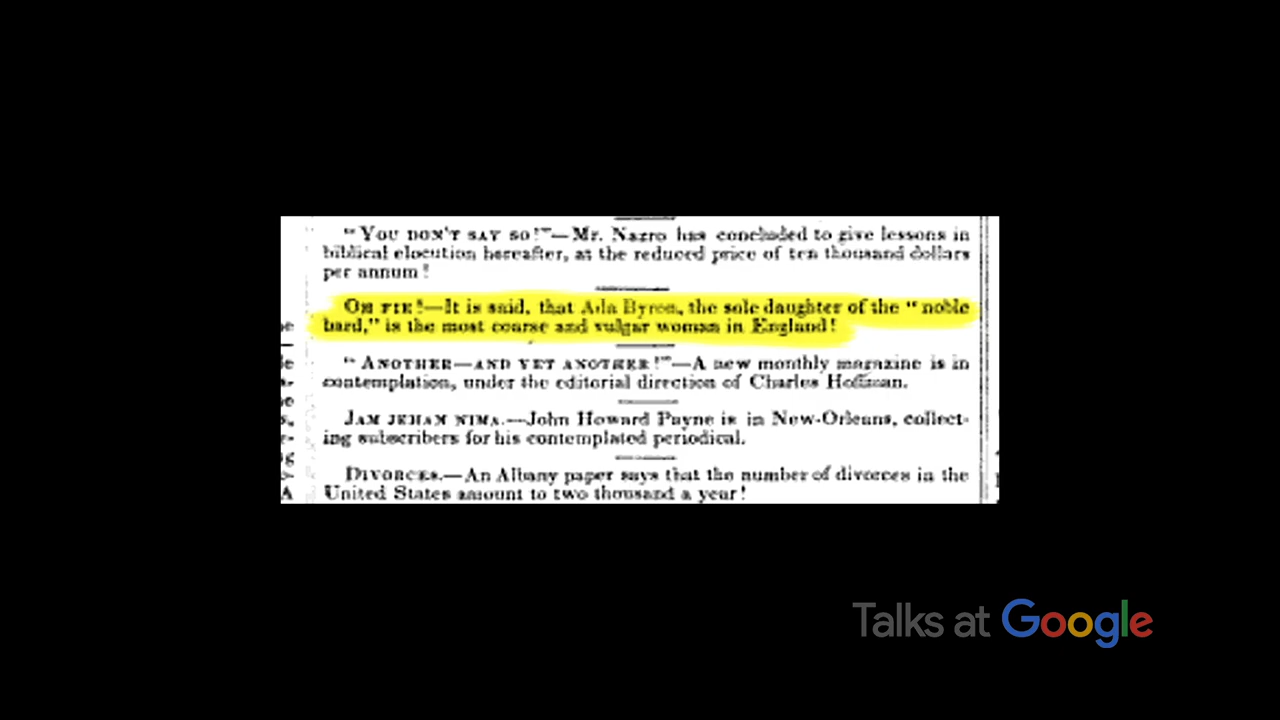 "YOU DON'T SAY SO!"—Mr. Nazro has concluded to give lessons in
biblical elocution hereafter, at the reduced price of ten thousand dollars
per annum!
OH FIE!—It is said, that Ada Byron, the sole daughter of the "noble
bard," is the most coarse and vulgar woman in England!
"ANOTHER—AND YET ANOTHER!"—A new monthly magazine is in
contemplation, under the editorial direction of Charles Hoffman.
JAM JEHAN NIMA.—John Howard Payne is in New-Orleans, collect-
ing subscribers for his contemplated periodical.
DIVORCES.—An Albany paper says that the number of divorces in the
United States amount to two thousand a year!
Talks at Google